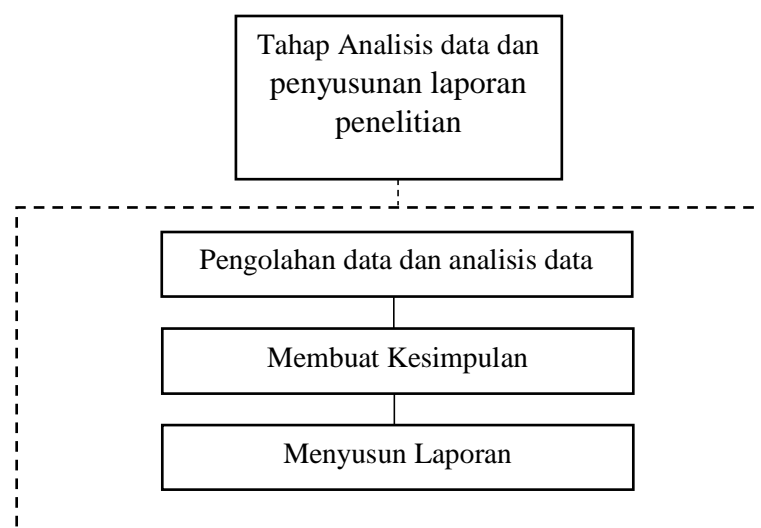 Tahap Analisis data dan
penyusunan laporan
penelitian
Pengolahan data dan analisis data
Membuat Kesimpulan
Menyusun Laporan